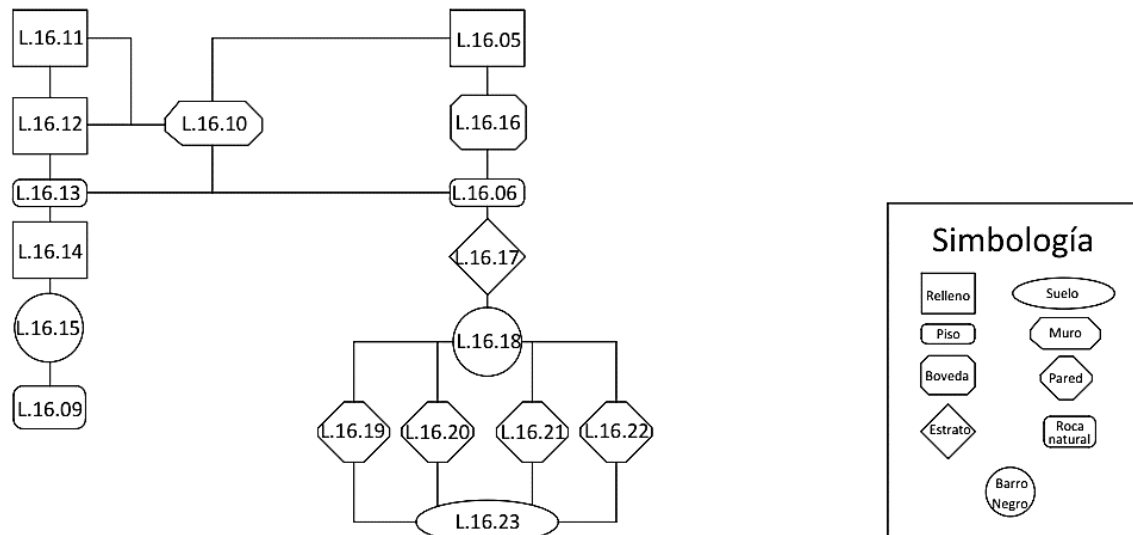 L.16.11
L.16.05
L.16.12
L.16.10
L.16.16
L.16.13
L.16.06
L.16.14
L.16.17
L.16.15
L.16.18
L.16.09
L.16.19
L.16.20
L.16.21
L.16.22
L.16.23
Simbología
Relleno
Suelo
Piso
Muro
Boveda
Pared
Estrato
Roca
natural
Barro
Negro